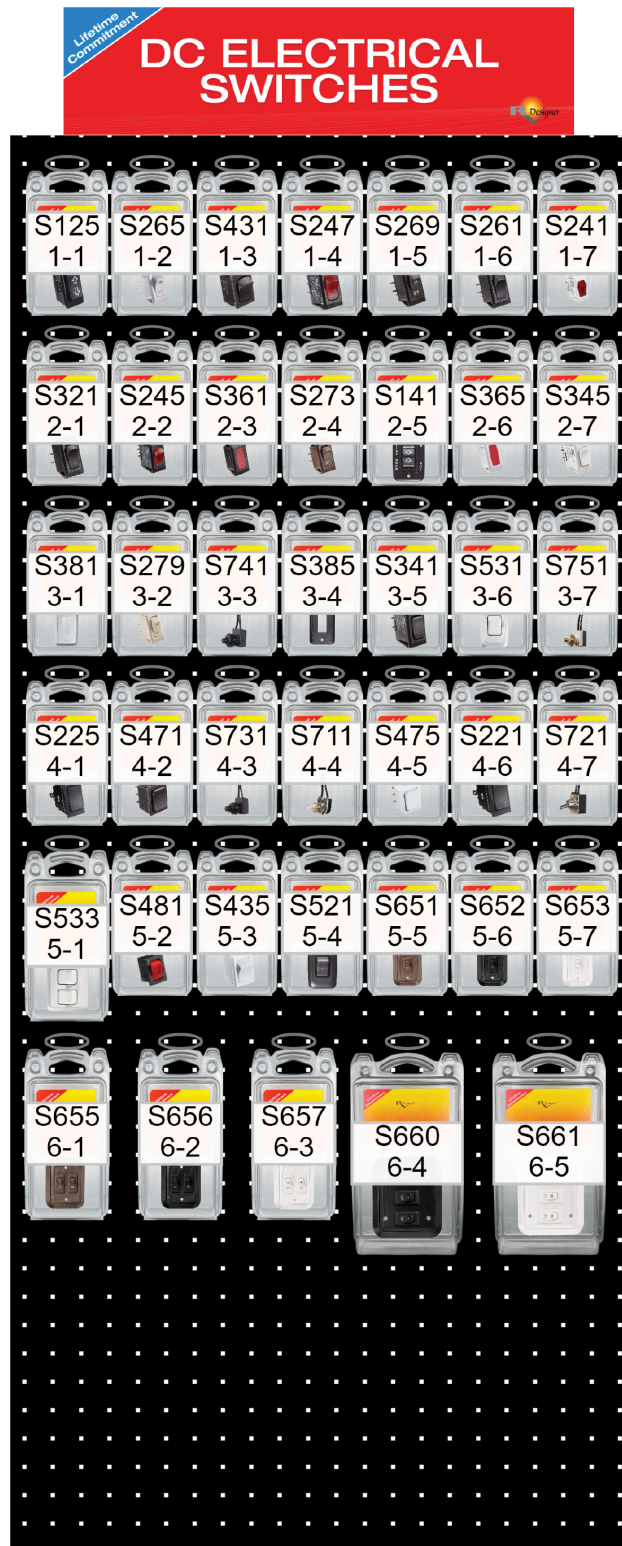 Lifetime
Commitment
DC ELECTRICAL
SWITCHES
RV Designer
S125 S265 S431 S247 S269 S261 S241
1-1 1-2 1-3 1-4 1-5 1-6 1-7
S321 S245 S361 S273 S141 S365 S345
2-1 2-2 2-3 2-4 2-5 2-6 2-7
S381 S279 S741 S385 S341 S531 S751
3-1 3-2 3-3 3-4 3-5 3-6 3-7
S225 S471 S731 S711 S475 S221 S721
4-1 4-2 4-3 4-4 4-5 4-6 4-7
S533 S481 S435 S521 S651 S652 S653
5-1 5-2 5-3 5-4 5-5 5-6 5-7
S655 S656 S657 S660 S661
6-1 6-2 6-3 6-4 6-5